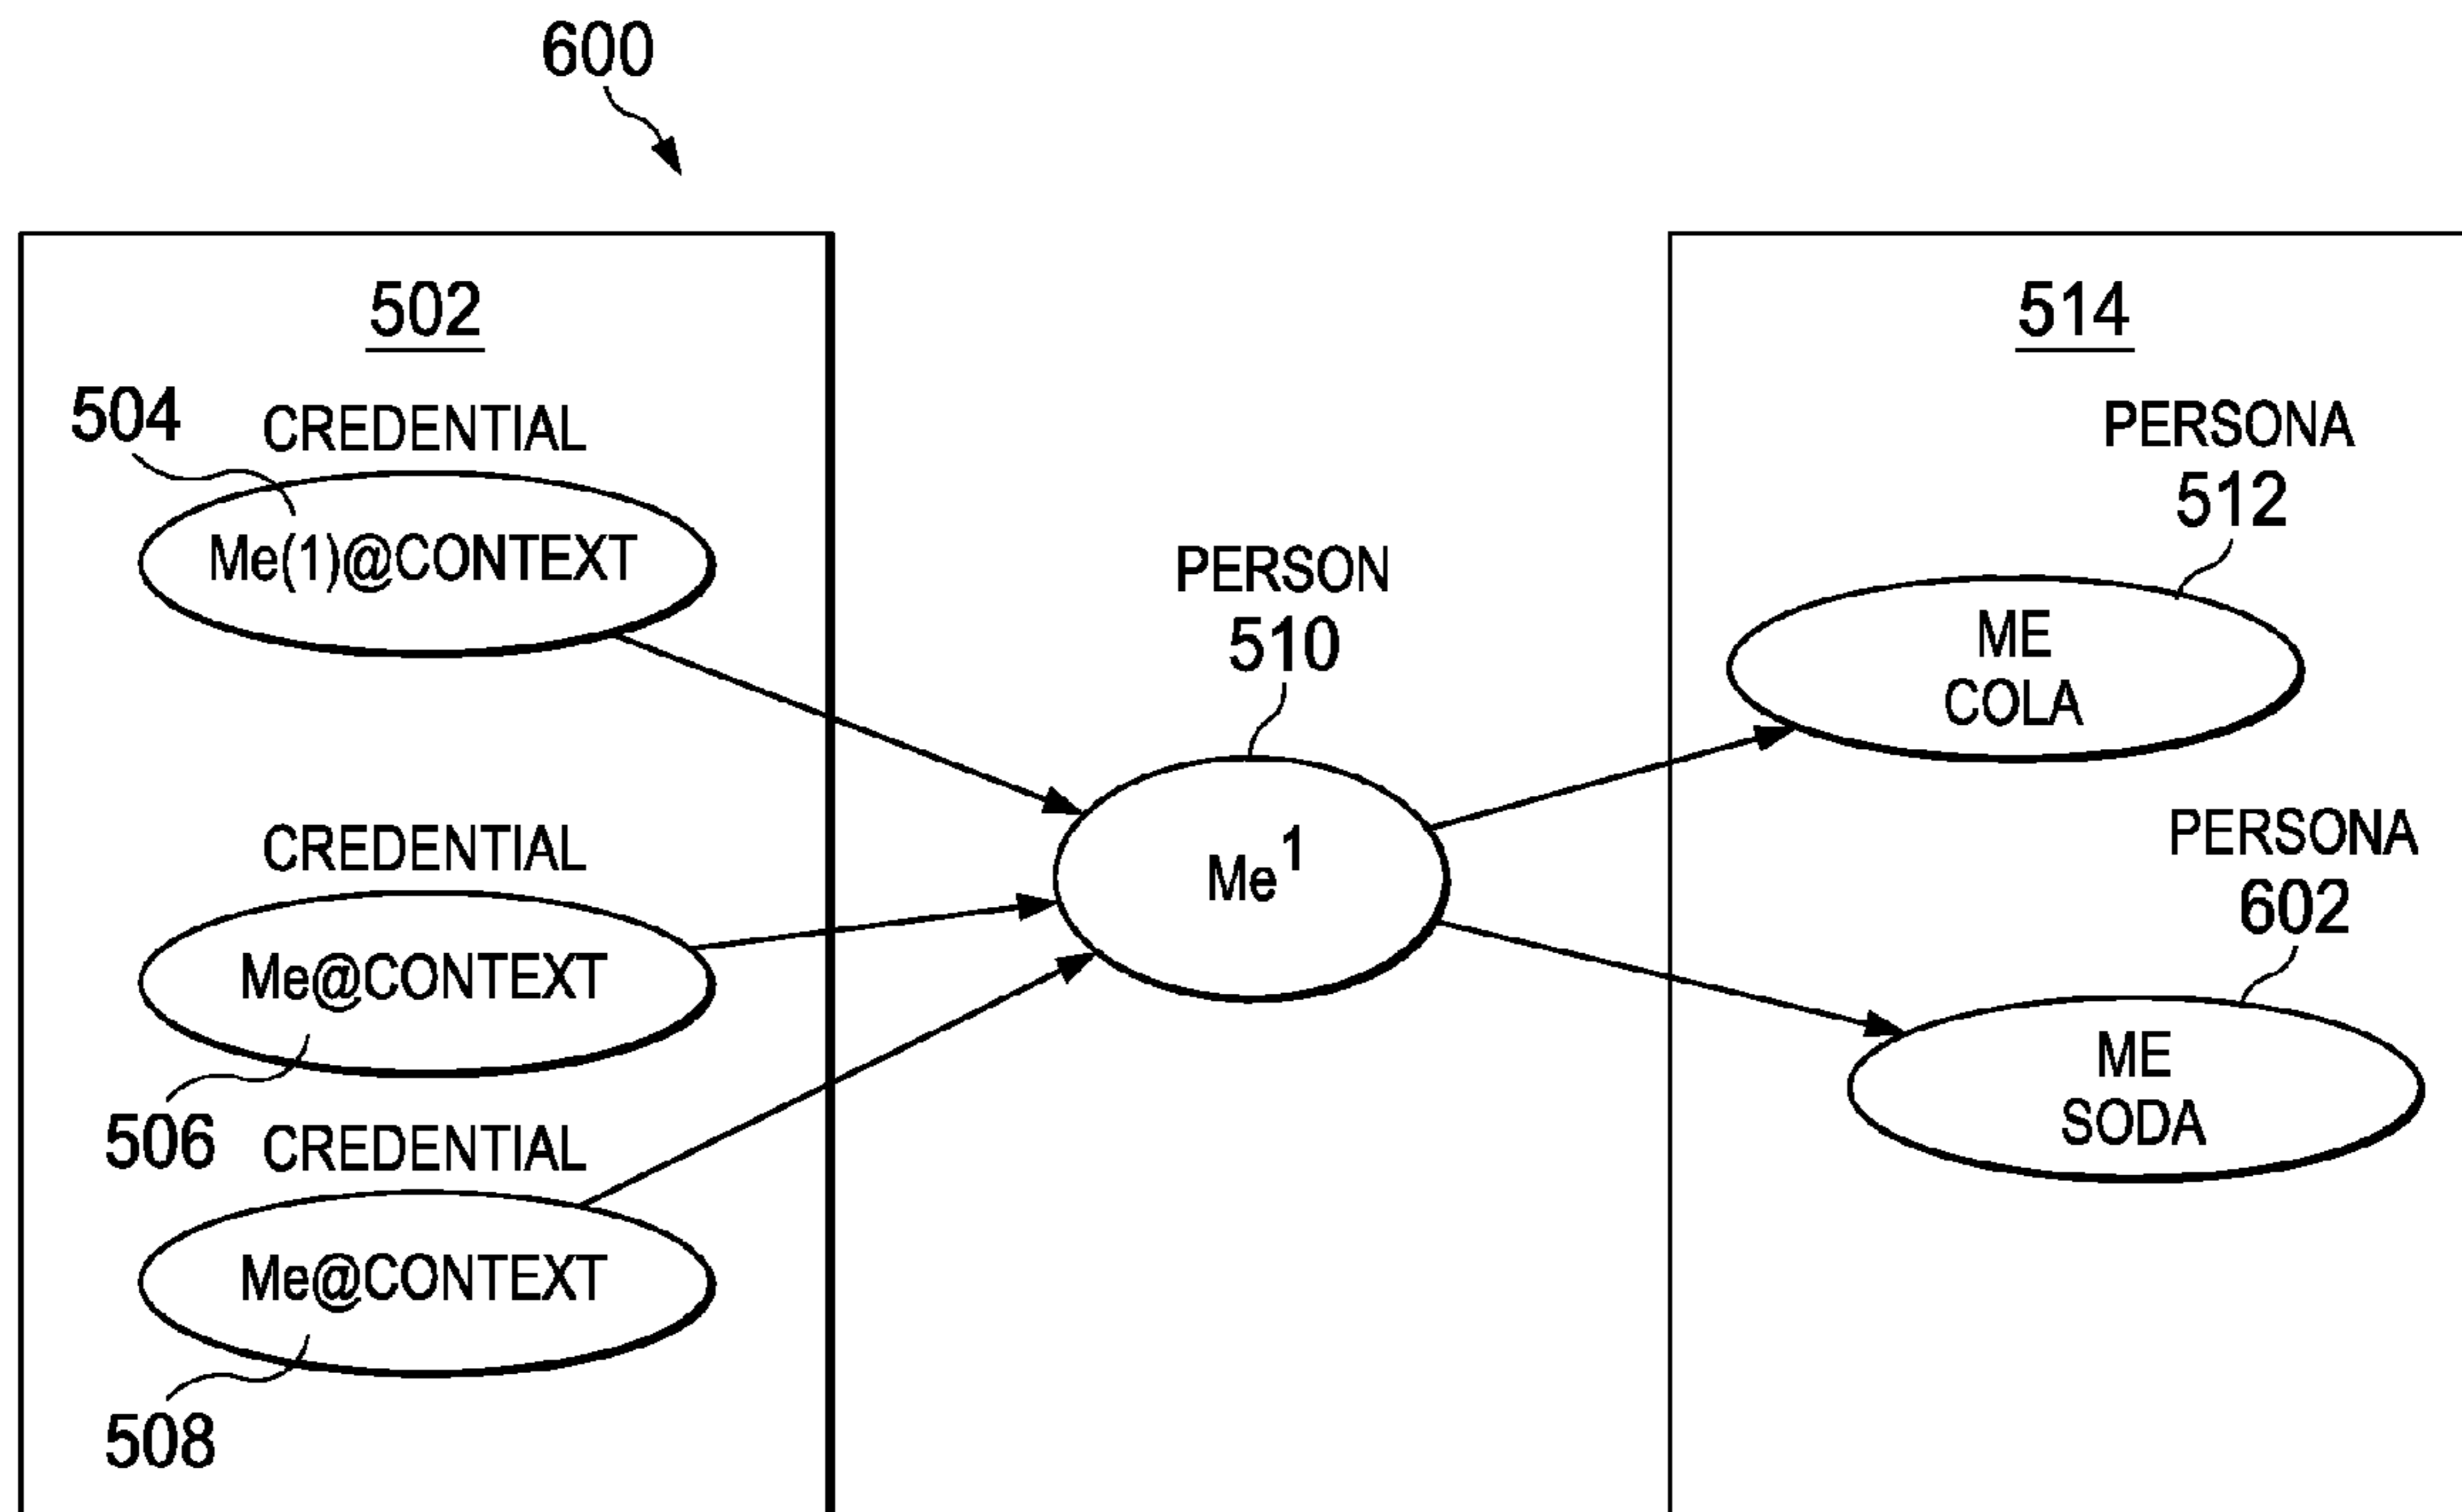 600
502
504
CREDENTIAL
Me(1)@CONTEXT
CREDENTIAL
Me@CONTEXT
506
CREDENTIAL
Me@CONTEXT
508
PERSON
510
Me¹
514
PERSONA
512
ME
COLA
PERSONA
602
ME
SODA